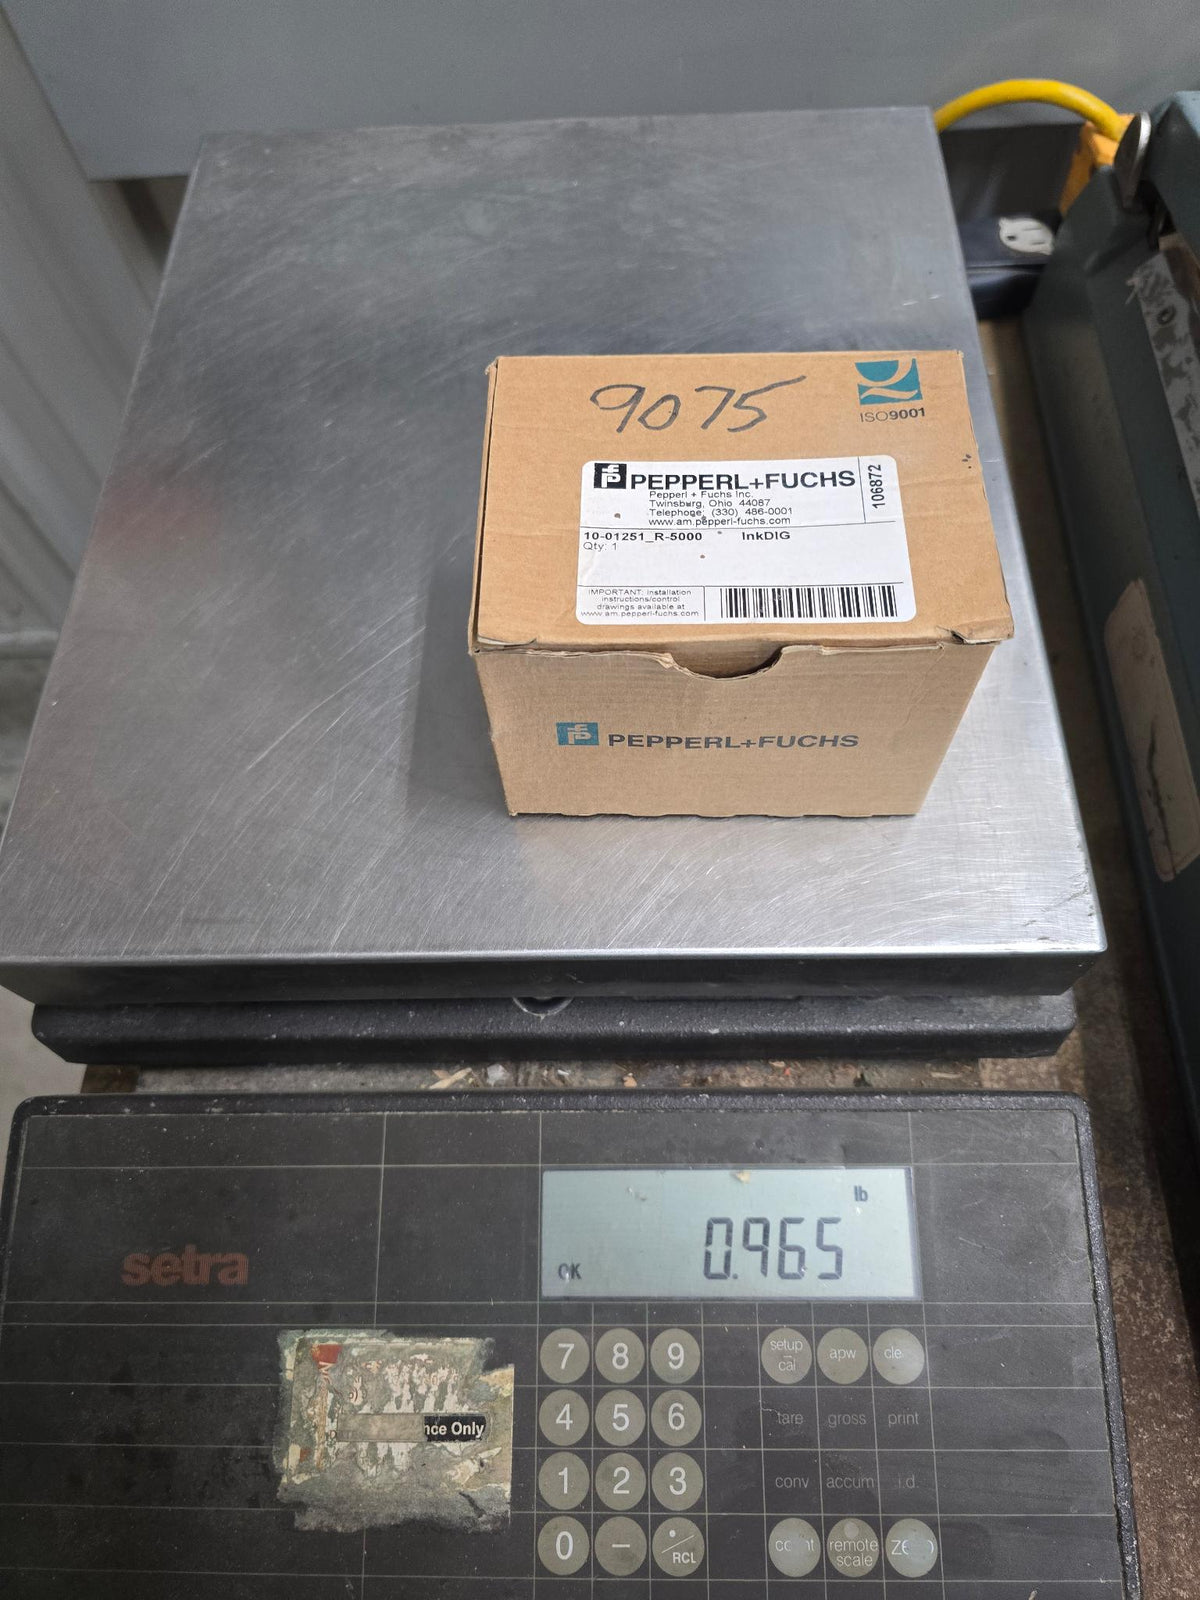 9075
ISO9001
PEPPERL+FUCHS
106872
Pepperl + Fuchs Inc.
Twinsburg, Ohio 44087
Telephone: (330) 486-0001
www.am.pepperl-fuchs.com
10-01251_R-5000 InkDIG
Qty: 1
IMPORTANT: Installation
instructions/control
drawings available at
www.am.pepperl-fuchs.com
PEPPERL+FUCHS
lb
OK 0.965
setra
7 8 9 setup cal apw
4 5 6 tare gross print
Only
1 2 3 conv accum i.d.
0 – • /RCL remote scale